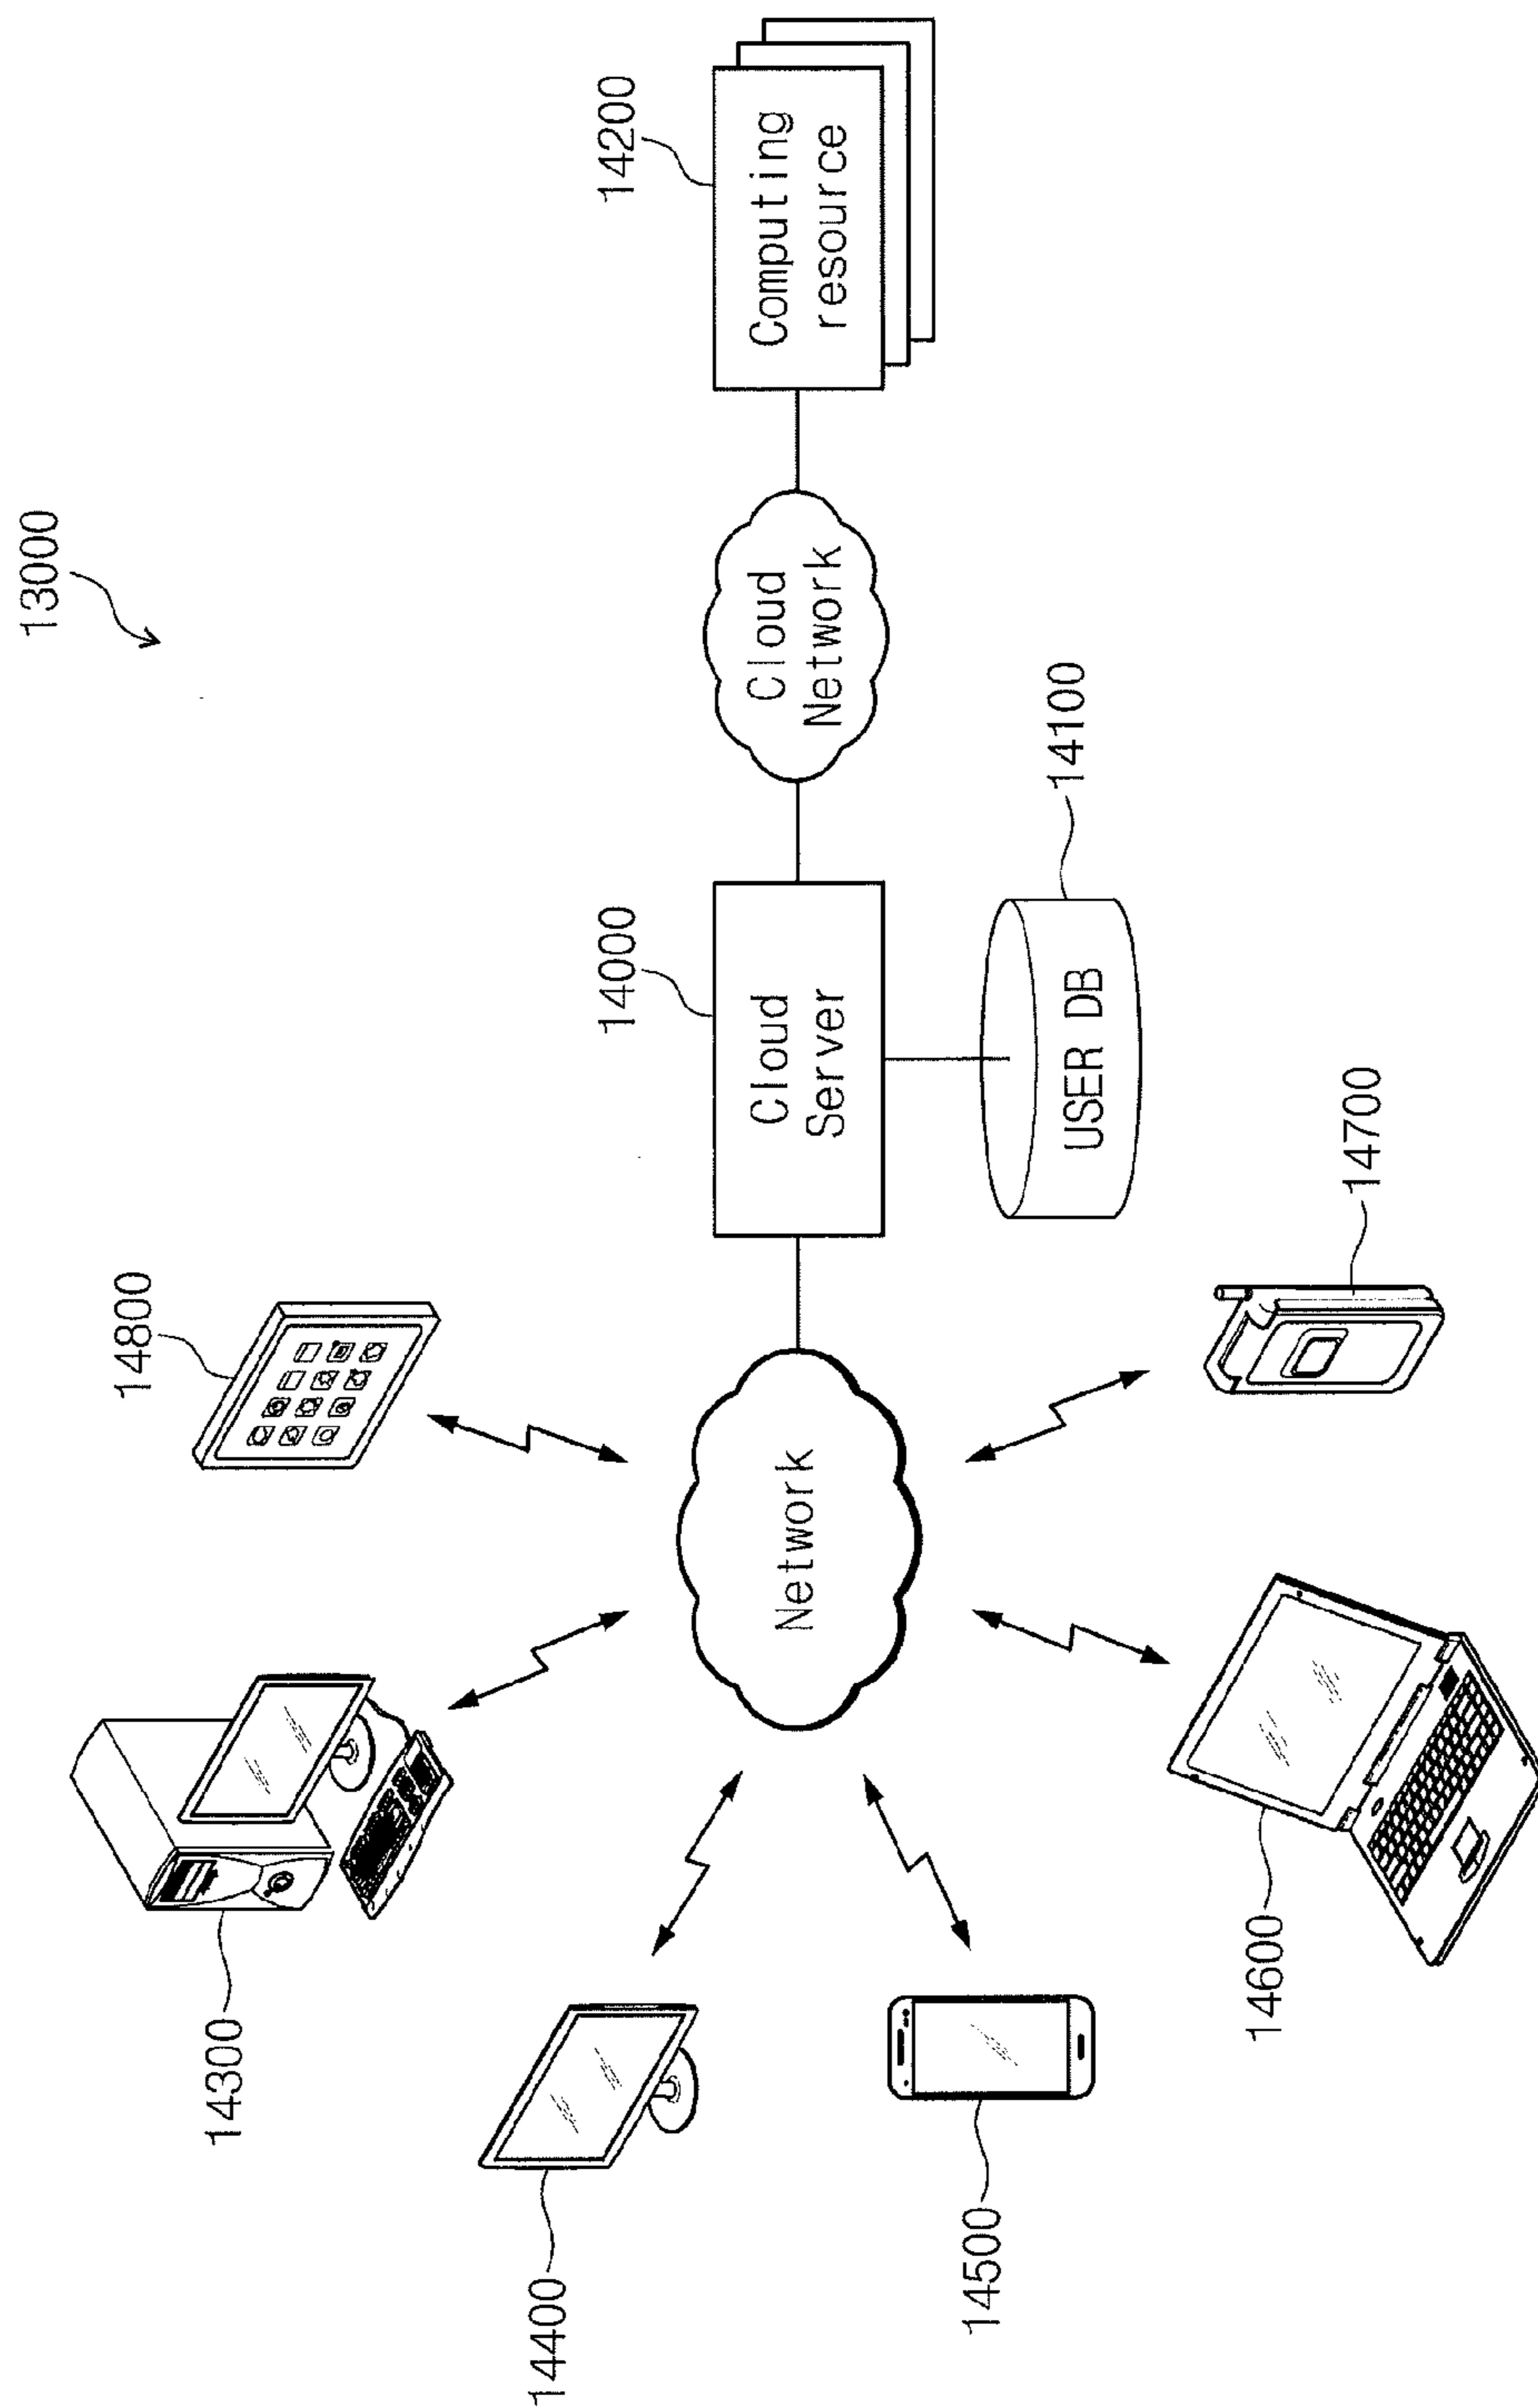 13000
14300
14800
14000
14200
14400
Network
Cloud
Server
Cloud
Network
Computing
resource
14500
USER DB
14100
14600
14700